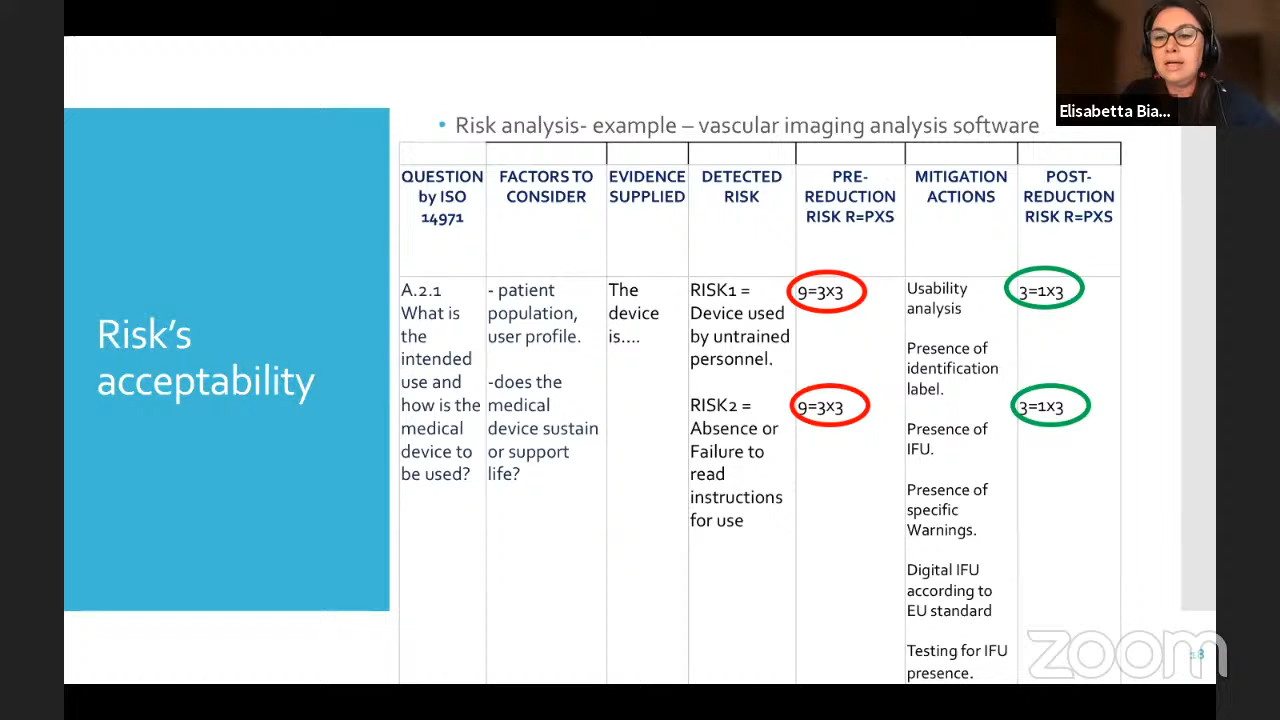 Elisabetta Bia...
• Risk analysis- example – vascular imaging analysis software
Risk's
acceptability
QUESTION
by ISO
14971
FACTORS TO
CONSIDER
EVIDENCE
SUPPLIED
DETECTED
RISK
PRE-
REDUCTION
RISK R=PXS
MITIGATION
ACTIONS
POST-
REDUCTION
RISK R=PXS
A.2.1
What is
the
intended
use and
how is the
medical
device to
be used?
- patient
population,
user profile.
-does the
medical
device sustain
or support
life?
The
device
is....
RISK1 =
Device used
by untrained
personnel.
RISK2 =
Absence or
Failure to
read
instructions
for use
9=3x3
9=3x3
Usability
analysis
Presence of
identification
label.
Presence of
IFU.
Presence of
specific
Warnings.
Digital IFU
according to
EU standard
Testing for IFU
presence.
3=1x3
3=1x3
zoom
18